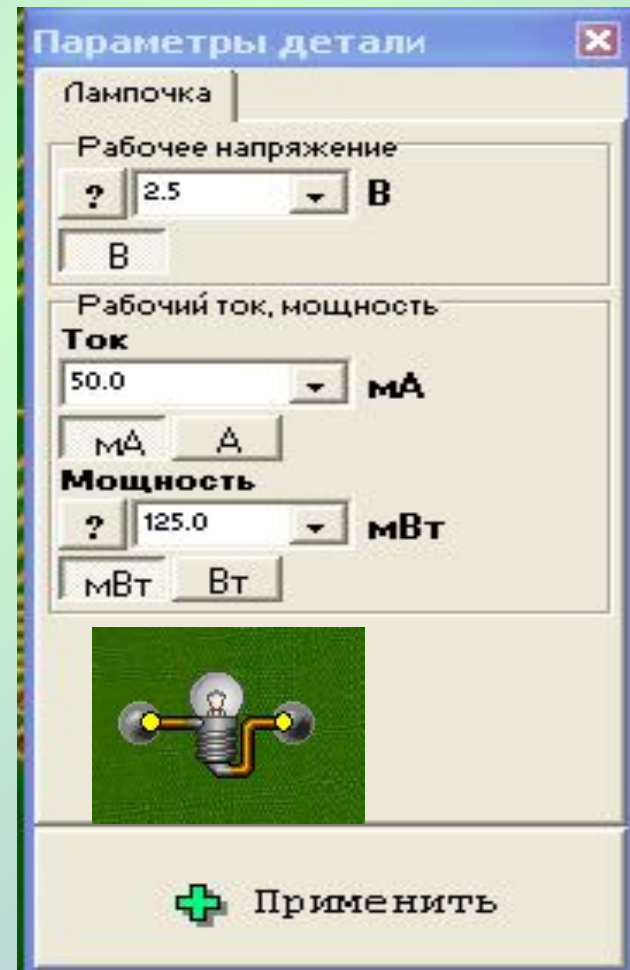 Параметры детали
Лампочка
Рабочее напряжение
? 2.5 В
В
Рабочий ток, мощность
Ток
50.0 мА
мА А
Мощность
? 125.0 мВт
мВт Вт
Применить